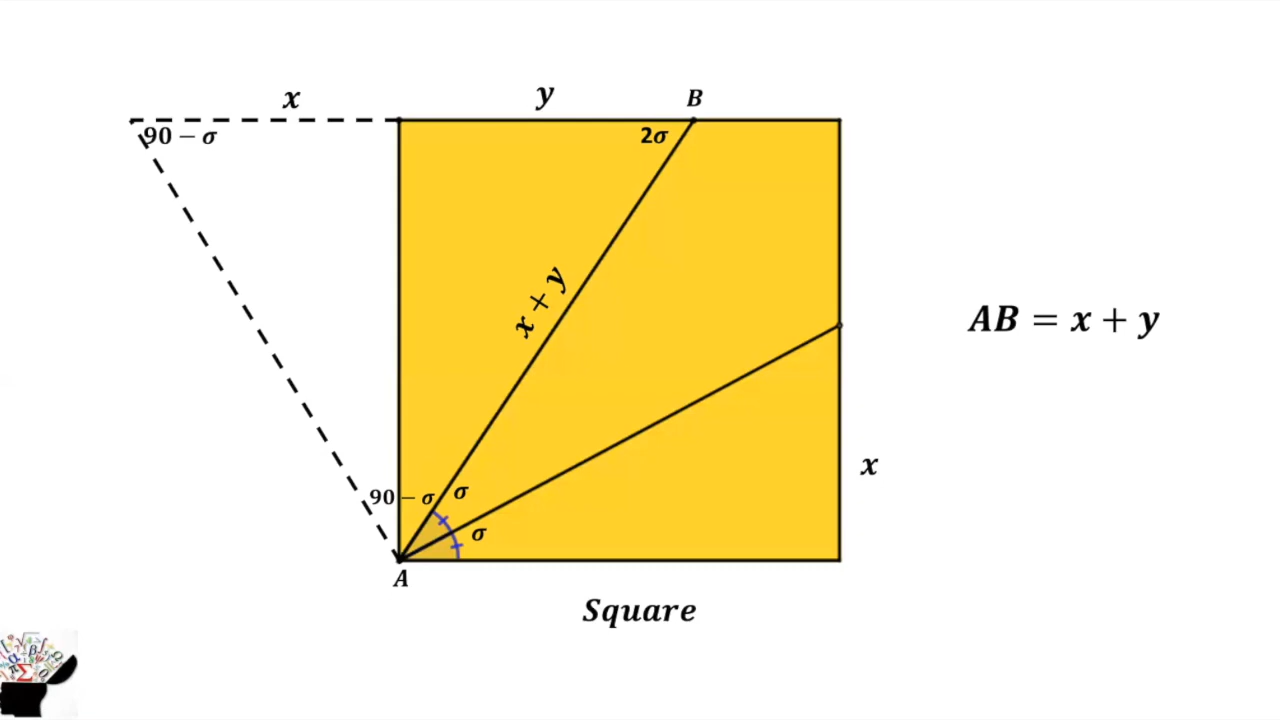 x
y
B
90 − σ
2σ
x + y
AB = x + y
x
90 − σ
σ
σ
A
Square